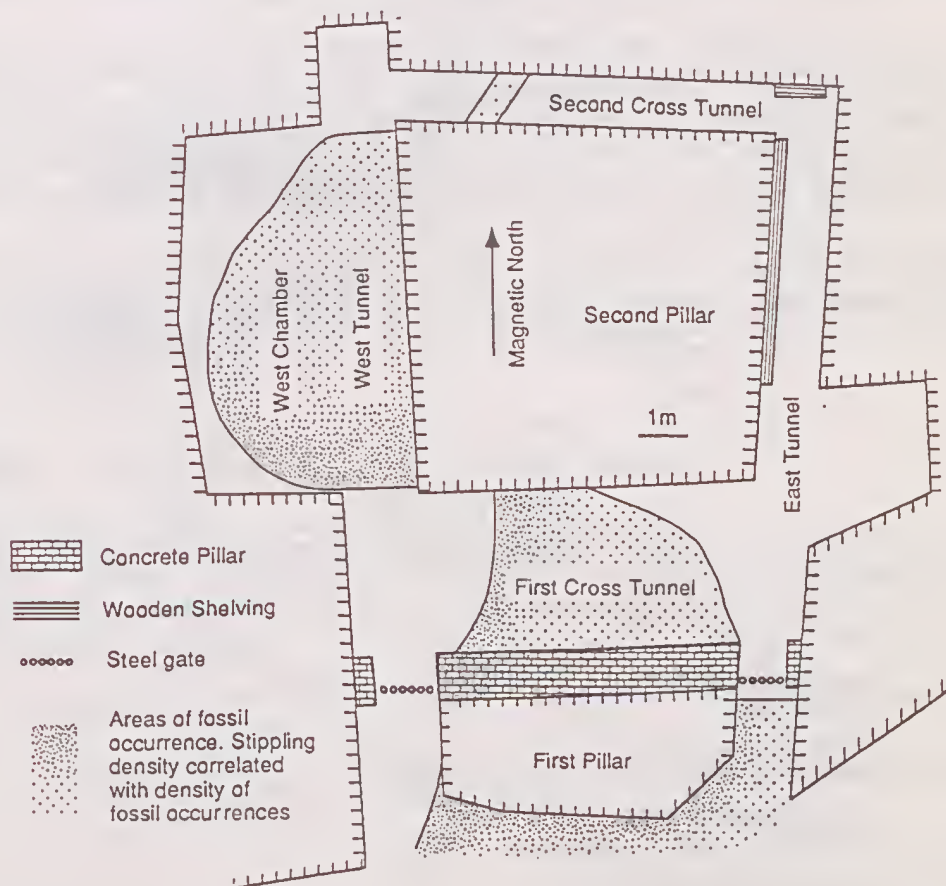 Second Cross Tunnel
West Chamber
West Tunnel
Magnetic North
Second Pillar
1m
East Tunnel
First Cross Tunnel
First Pillar
Concrete Pillar
Wooden Shelving
Steel gate
Areas of fossil
occurrence. Stippling
density correlated
with density of
fossil occurrences